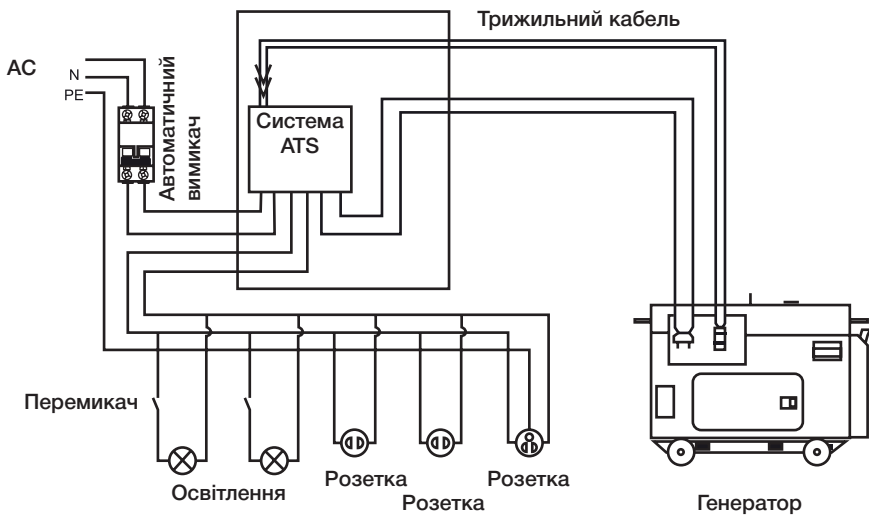 Трижильний кабель
AC
N
PE
Автоматичний
вимикач
Система
ATS
Перемикач
Освітлення
Розетка
Розетка
Розетка
Генератор